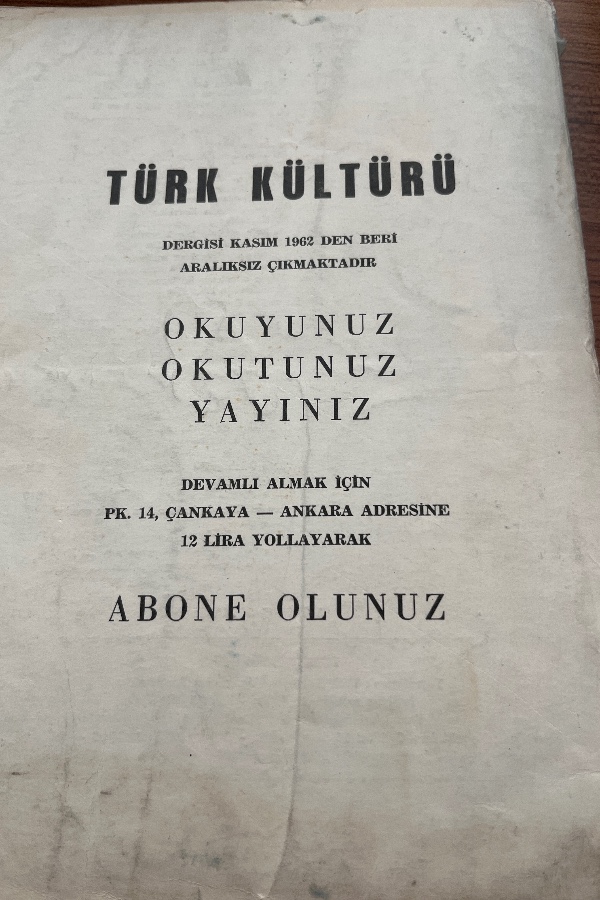 TÜRK KÜLTÜRÜ
DERGİSİ KASIM 1962 DEN BERİ
ARALIKSIZ ÇIKMAKTADIR
OKUYUNUZ
OKUTUNUZ
YAYINIZ
DEVAMLI ALMAK İÇİN
PK. 14, ÇANKAYA — ANKARA ADRESİNE
12 LİRA YOLLAYARAK
ABONE OLUNUZ